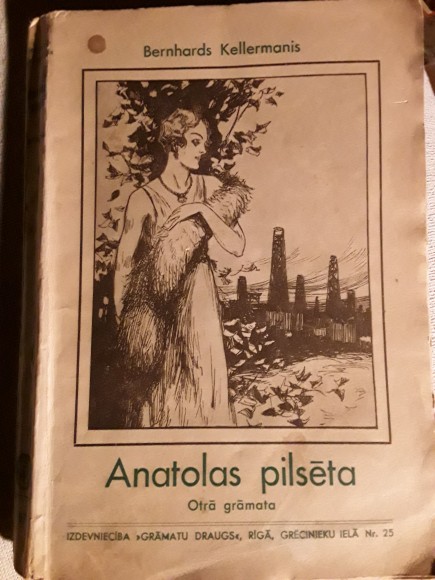 Bernhards Kellermanis
Anatolas pilsēta
Otrā grāmata
IZDEVNIECĪBA »GRĀMATU DRAUGS«, RĪGĀ, GRĒCINIEKU IELĀ Nr. 25